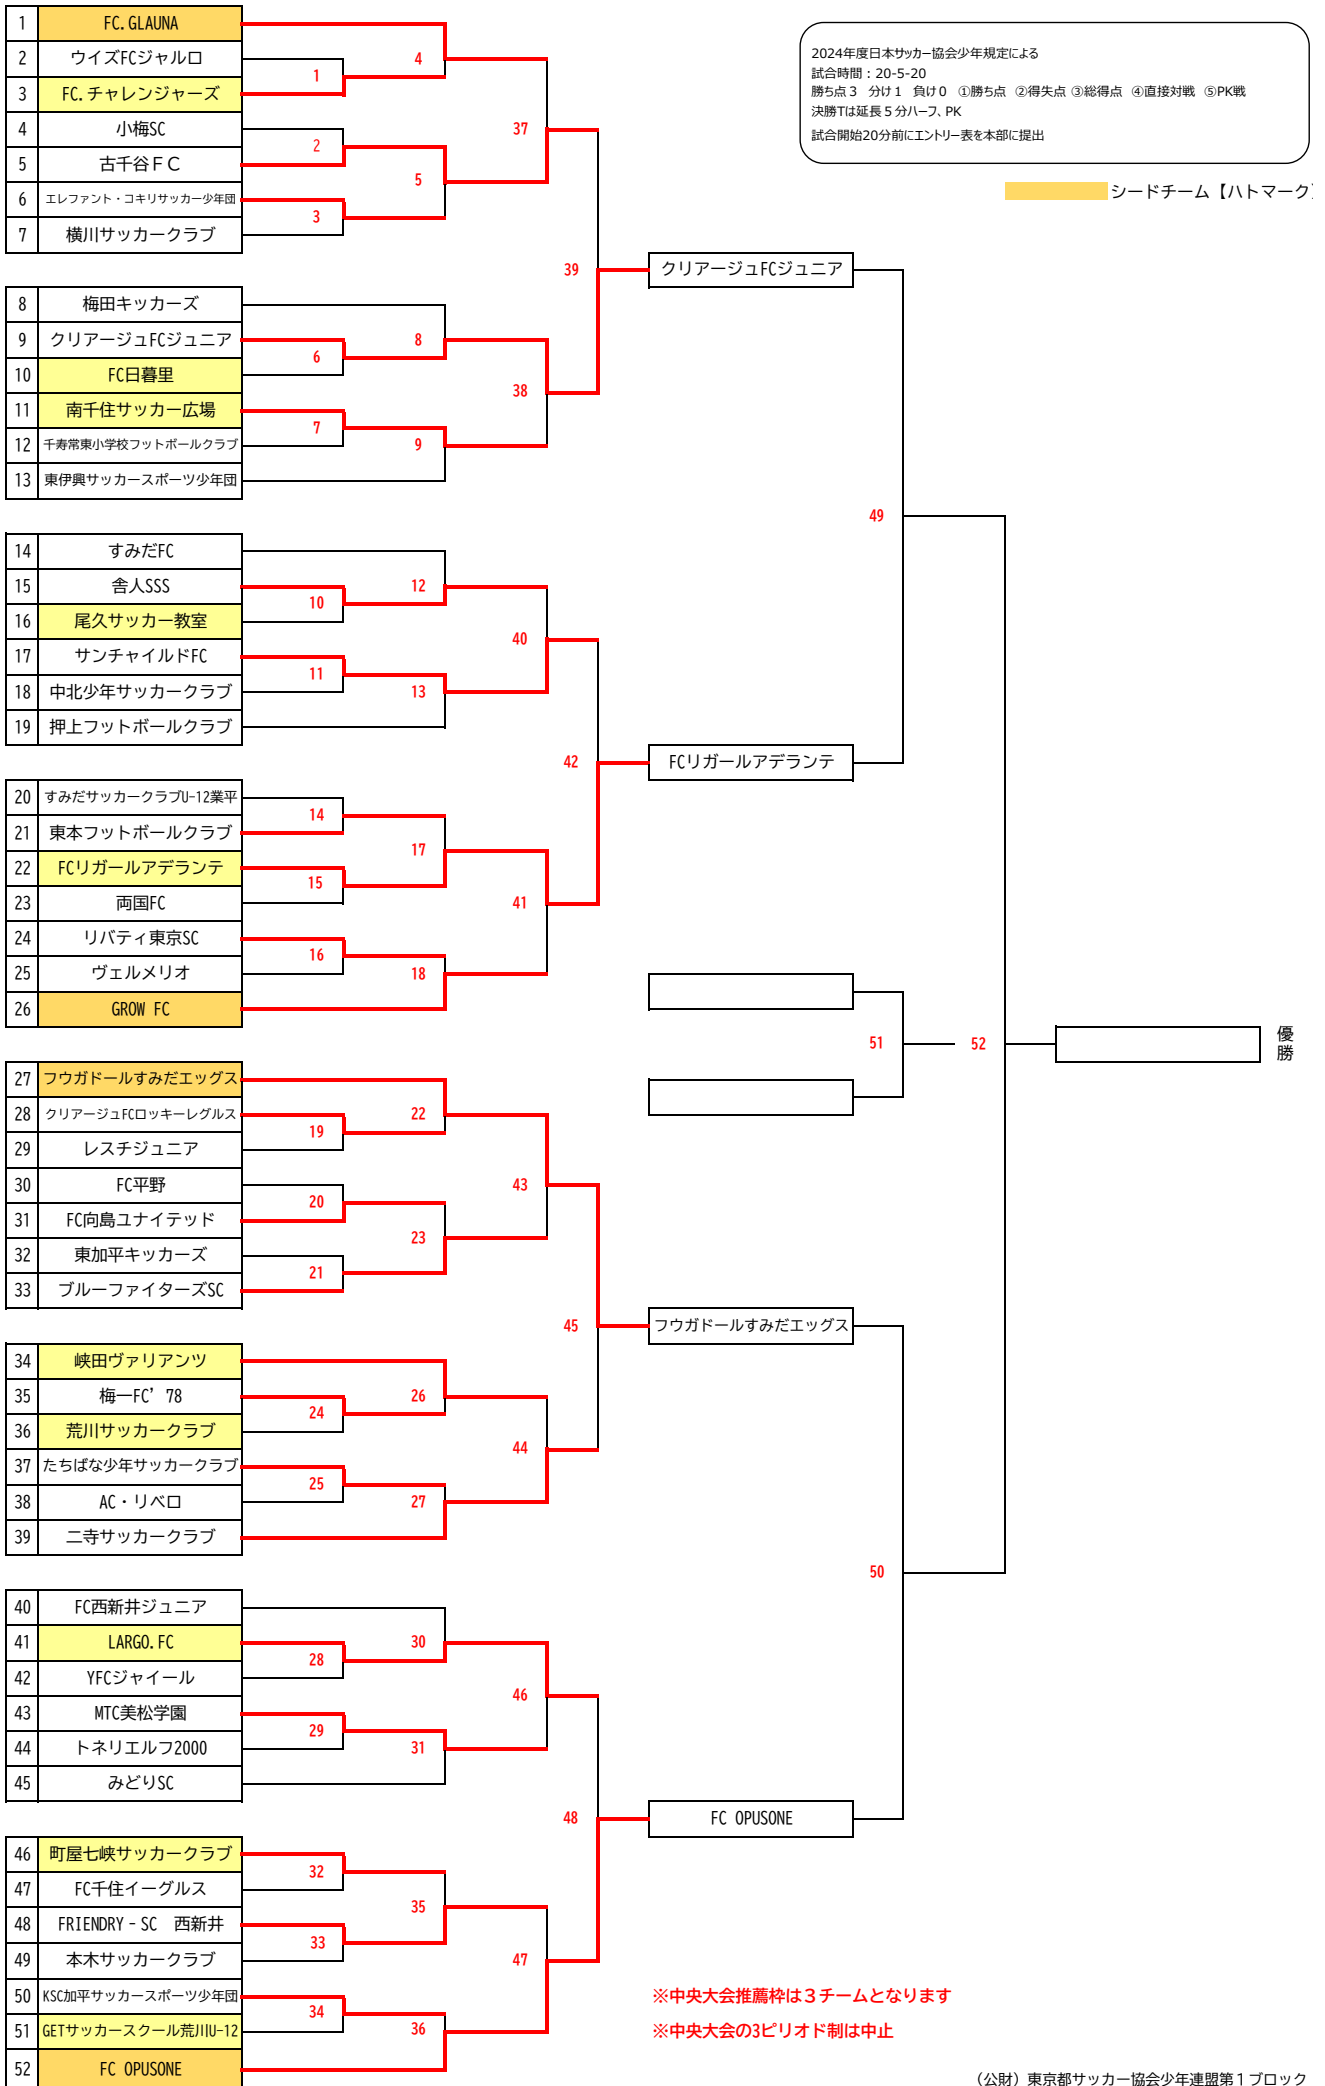 1 FC.GLAUNA
2 ウイズFCジャルロ
3 FC.チャレンジャーズ
4 小梅SC
5 古千谷FC
6 エレファント・コキリサッカー少年団
7 横川サッカークラブ
8 梅田キッカーズ
9 クリアージュFCジュニア
10 FC日暮里
11 南千住サッカー広場
12 千寿常東小学校フットボールクラブ
13 東伊興サッカースポーツ少年団
14 すみだFC
15 舎人SSS
16 尾久サッカー教室
17 サンチャイルドFC
18 中北少年サッカークラブ
19 押上フットボールクラブ
20 すみだサッカークラブU-12業平
21 東本フットボールクラブ
22 FCリガールアデランテ
23 両国FC
24 リバティ東京SC
25 ヴェルメリオ
26 GROW FC
27 フウガドールすみだエッグス
28 クリアージュFCロッキーレグルス
29 レスチジュニア
30 FC平野
31 FC向島ユナイテッド
32 東加平キッカーズ
33 ブルーファイターズSC
34 峡田ヴァリアンツ
35 梅一FC’78
36 荒川サッカークラブ
37 たちばな少年サッカークラブ
38 AC・リベロ
39 二寺サッカークラブ
40 FC西新井ジュニア
41 LARGO.FC
42 YFCジャイール
43 MTC美松学園
44 トネリエルフ2000
45 みどりSC
46 町屋七峡サッカークラブ
47 FC千住イーグルス
48 FRIENDRY‐SC 西新井
49 本木サッカークラブ
50 KSC加平サッカースポーツ少年団
51 GETサッカースクール荒川U-12
52 FC OPUSONE
1
2
3
4
5
6
7
8
9
10
11
12
13
14
15
16
17
18
19
20
21
22
23
24
25
26
27
28
29
30
31
32
33
34
35
36
37
38
39
40
41
42
43
44
45
46
47
48
クリアージュFCジュニア
FCリガールアデランテ
フウガドールすみだエッグス
FC OPUSONE
49
50
51
52
優勝
2024年度日本サッカー協会少年規定による
試合時間：20-5-20
勝ち点3 分け1 負け0 ①勝ち点 ②得失点 ③総得点 ④直接対戦 ⑤PK戦
決勝Tは延長5分ハーフ、PK
試合開始20分前にエントリー表を本部に提出
シードチーム【ハトマーク】
※中央大会推薦枠は3チームとなります
※中央大会の3ピリオド制は中止
（公財）東京都サッカー協会少年連盟第1ブロック